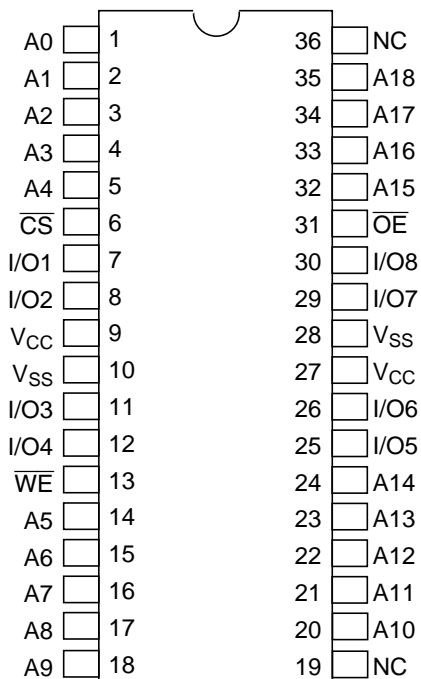 A0 1 36 NC
A1 2 35 A18
A2 3 34 A17
A3 4 33 A16
A4 5 32 A15
C̅S̅ 6 31 O̅E̅
I/O1 7 30 I/O8
I/O2 8 29 I/O7
VCC 9 28 VSS
VSS 10 27 VCC
I/O3 11 26 I/O6
I/O4 12 25 I/O5
W̅E̅ 13 24 A14
A5 14 23 A13
A6 15 22 A12
A7 16 21 A11
A8 17 20 A10
A9 18 19 NC